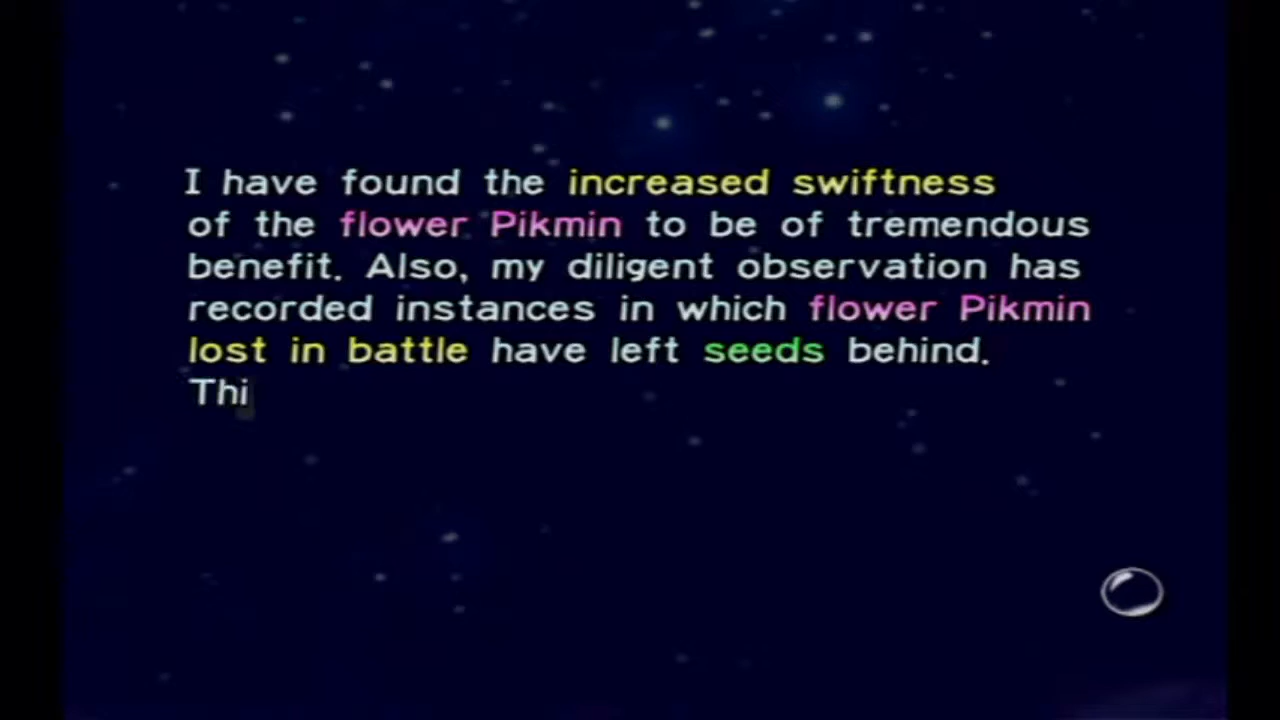 I have found the increased swiftness
of the flower Pikmin to be of tremendous
benefit. Also, my diligent observation has
recorded instances in which flower Pikmin
lost in battle have left seeds behind.
Thi